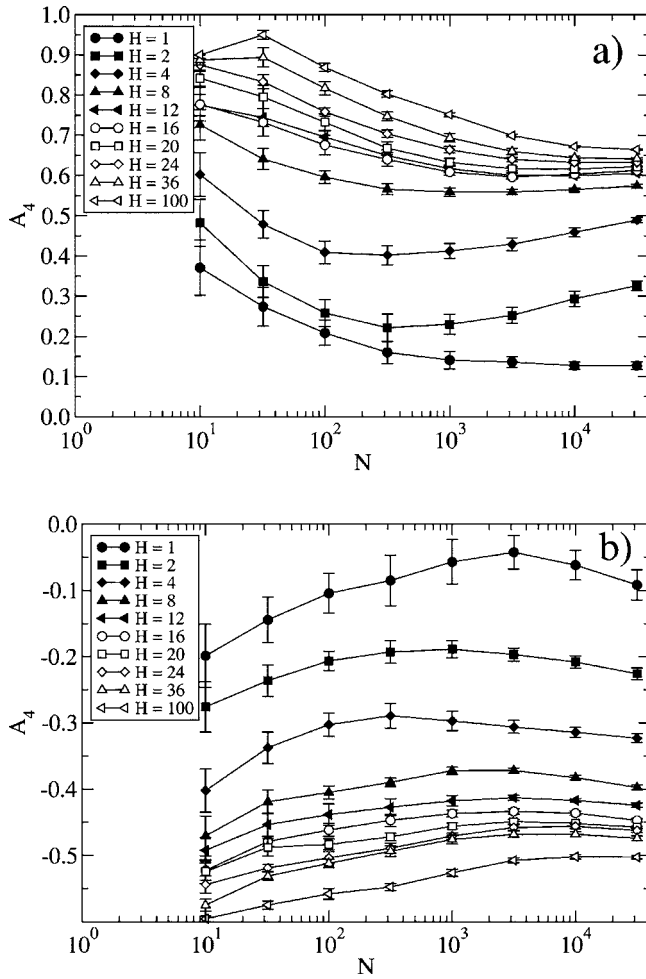 a)
1.0
0.9
0.8
0.7
0.6
0.5
0.4
0.3
0.2
0.1
0.0
A4
H = 1
H = 2
H = 4
H = 8
H = 12
H = 16
H = 20
H = 24
H = 36
H = 100
10^0
10^1
10^2
10^3
10^4
N
b)
0.0
-0.1
-0.2
-0.3
-0.4
-0.5
A4
H = 1
H = 2
H = 4
H = 8
H = 12
H = 16
H = 20
H = 24
H = 36
H = 100
10^0
10^1
10^2
10^3
10^4
N